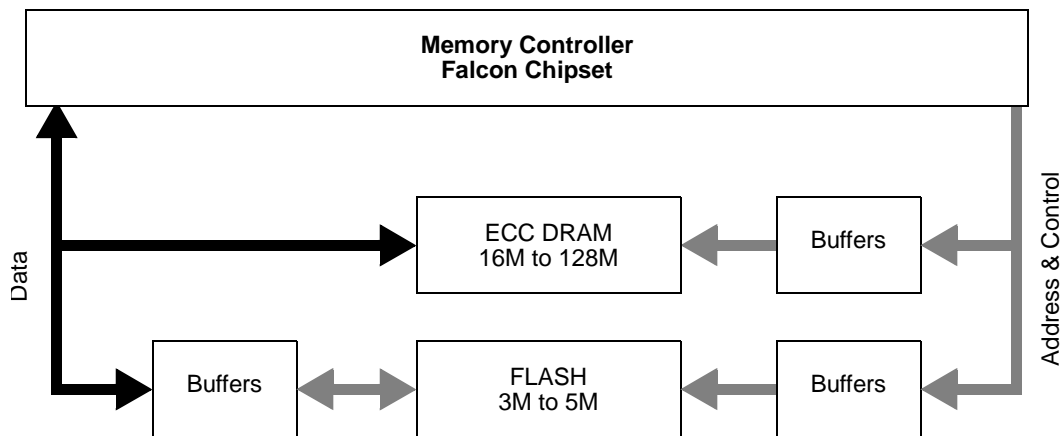 Memory Controller
Falcon Chipset
Data
Address & Control
ECC DRAM
16M to 128M
Buffers
Buffers
FLASH
3M to 5M
Buffers